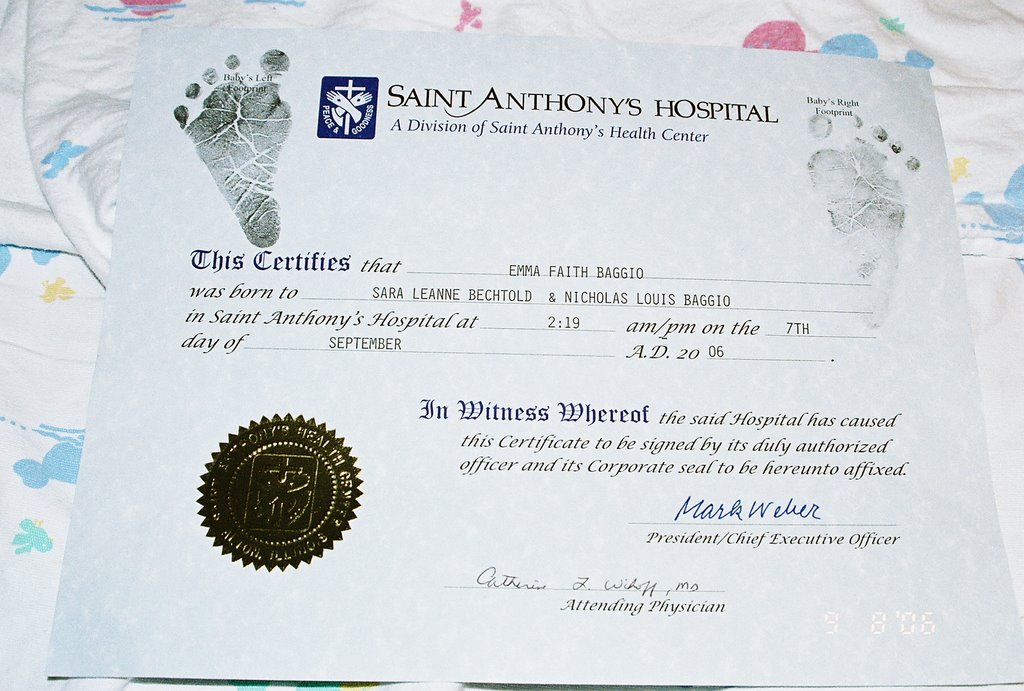 Baby's Left
Footprint
Baby's Right
Footprint
PEACE & GOODNESS
SAINT ANTHONY'S HOSPITAL
A Division of Saint Anthony's Health Center
This Certifies that EMMA FAITH BAGGIO
was born to SARA LEANNE BECHTOLD & NICHOLAS LOUIS BAGGIO
in Saint Anthony's Hospital at 2:19 am/pm on the 7TH
day of SEPTEMBER A.D. 20 06.
In Witness Whereof the said Hospital has caused
this Certificate to be signed by its duly authorized
officer and its Corporate seal to be hereunto affixed.
Mark Weber
President/Chief Executive Officer
Catherine
MD
Attending Physician
9 8 '06